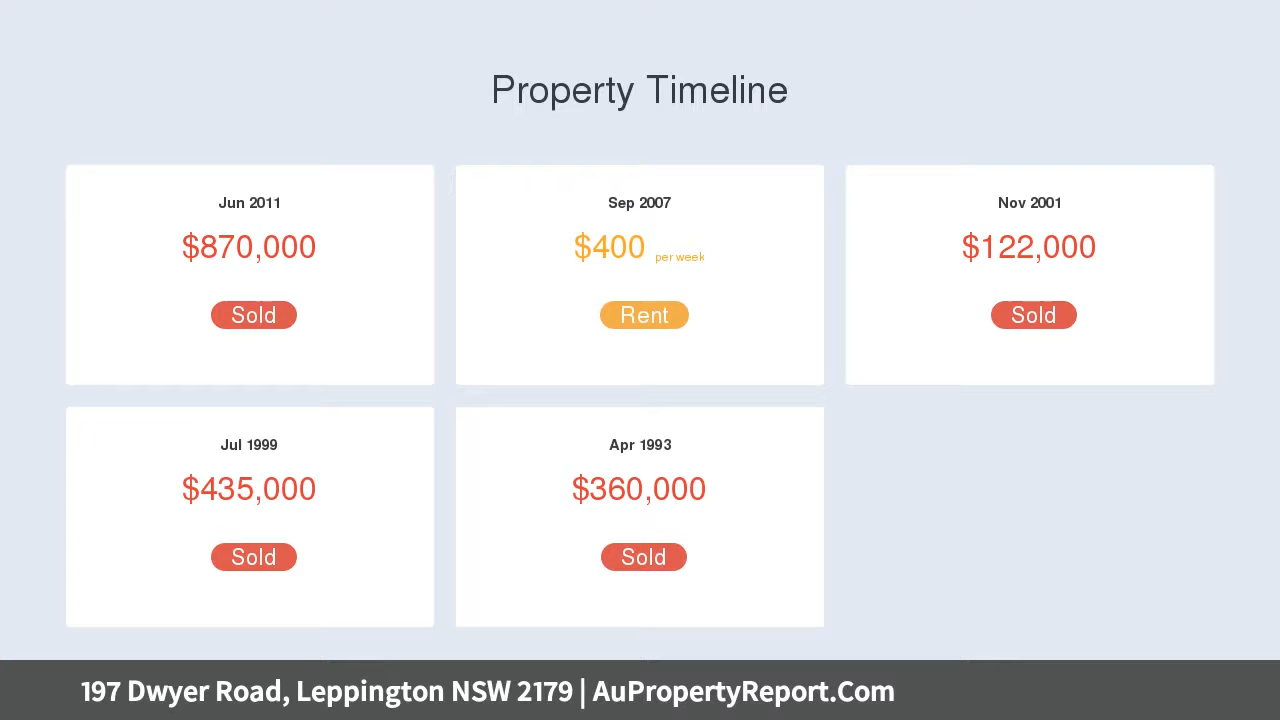 Property Timeline
Jun 2011
$870,000
Sold
Sep 2007
$400 per week
Rent
Nov 2001
$122,000
Sold
Jul 1999
$435,000
Sold
Apr 1993
$360,000
Sold
197 Dwyer Road, Leppington NSW 2179 | AuPropertyReport.Com